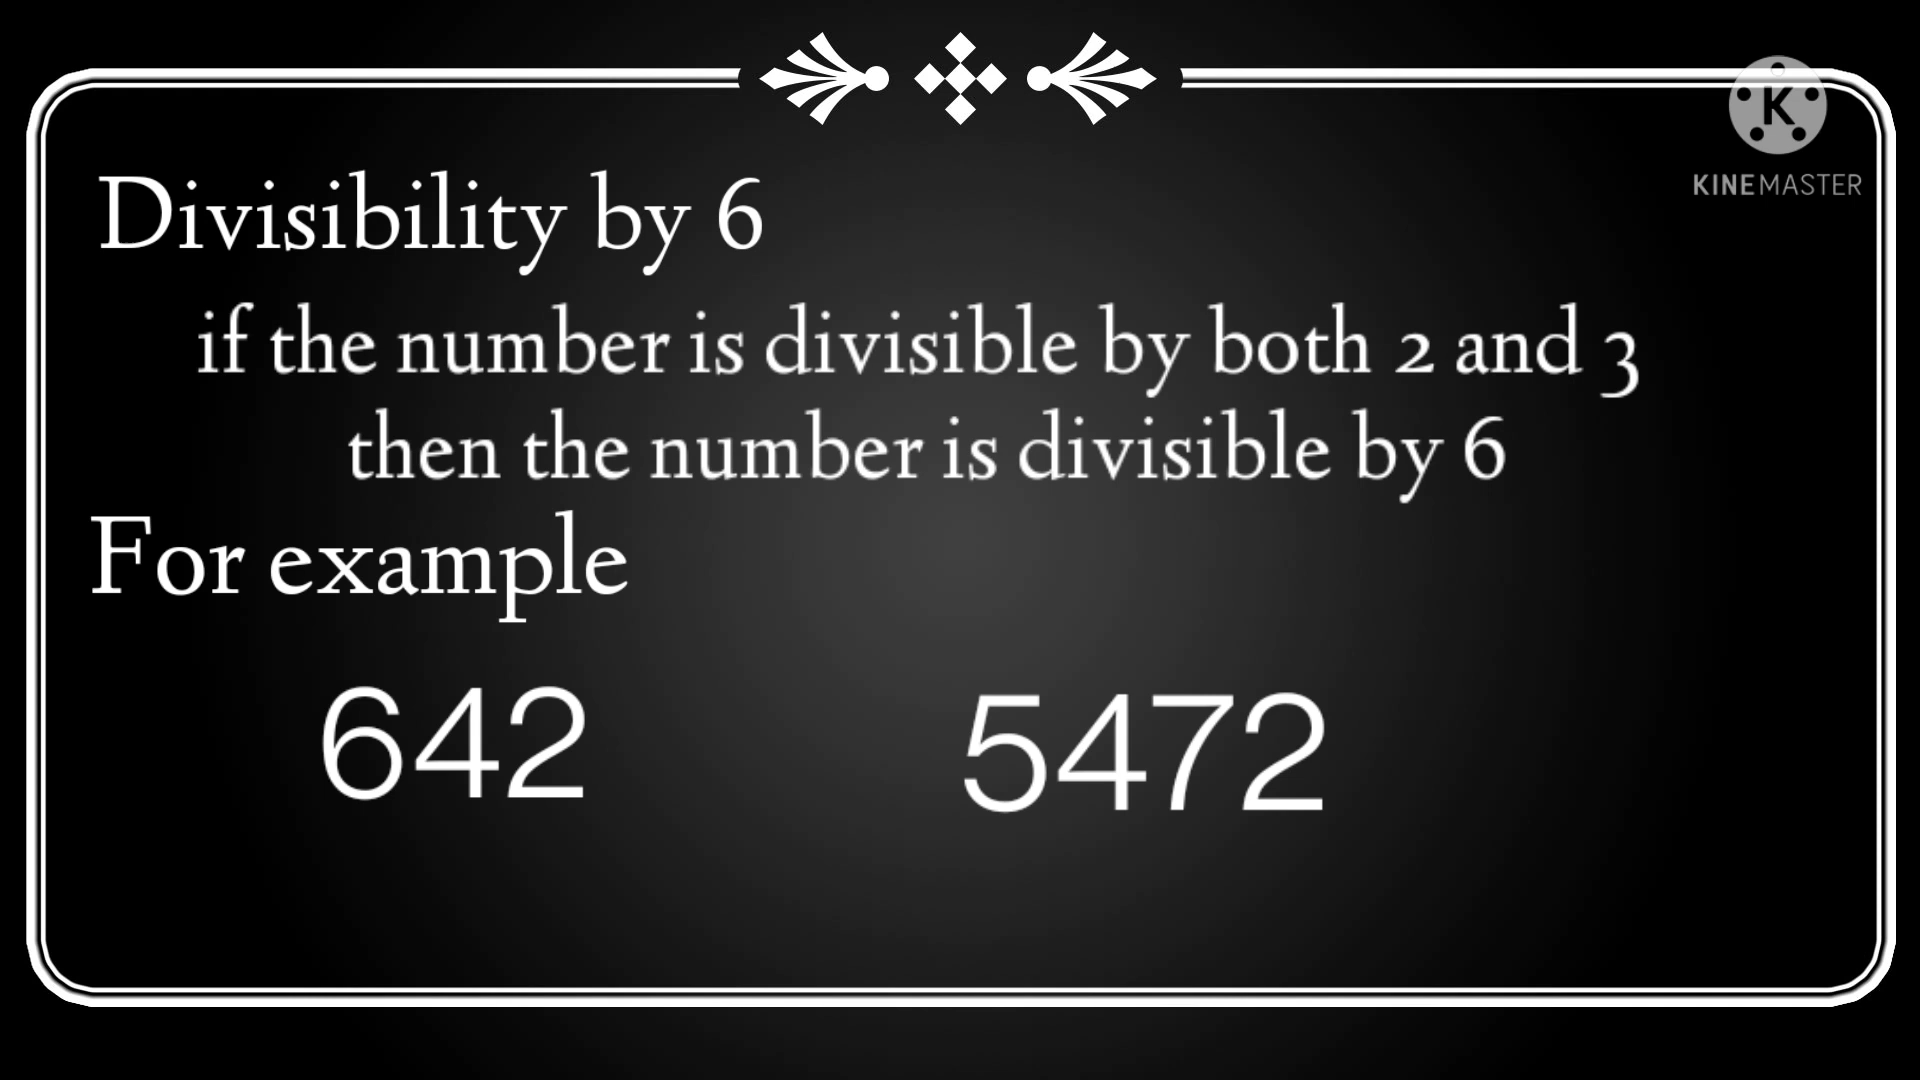 K
KINEMASTER
Divisibility by 6
if the number is divisible by both 2 and 3
then the number is divisible by 6
For example
642 5472